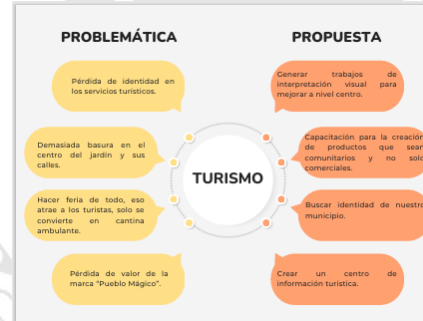 PROBLEMÁTICA
PROPUESTA
Pérdida de identidad en
los servicios turísticos.
Generar trabajos de
interpretación visual para
mejorar a nivel centro.
Demasiada basura en el
centro del jardín y sus
calles.
Capacitación para la creación
de productos que sean
comunitarios y no solo
comerciales.
TURISMO
Hacer feria de todo, eso
atrae a los turistas, solo se
convierte en cantina
ambulante.
Buscar identidad de nuestro
municipio.
Pérdida de valor de la
marca “Pueblo Mágico”.
Crear un centro de
información turística.